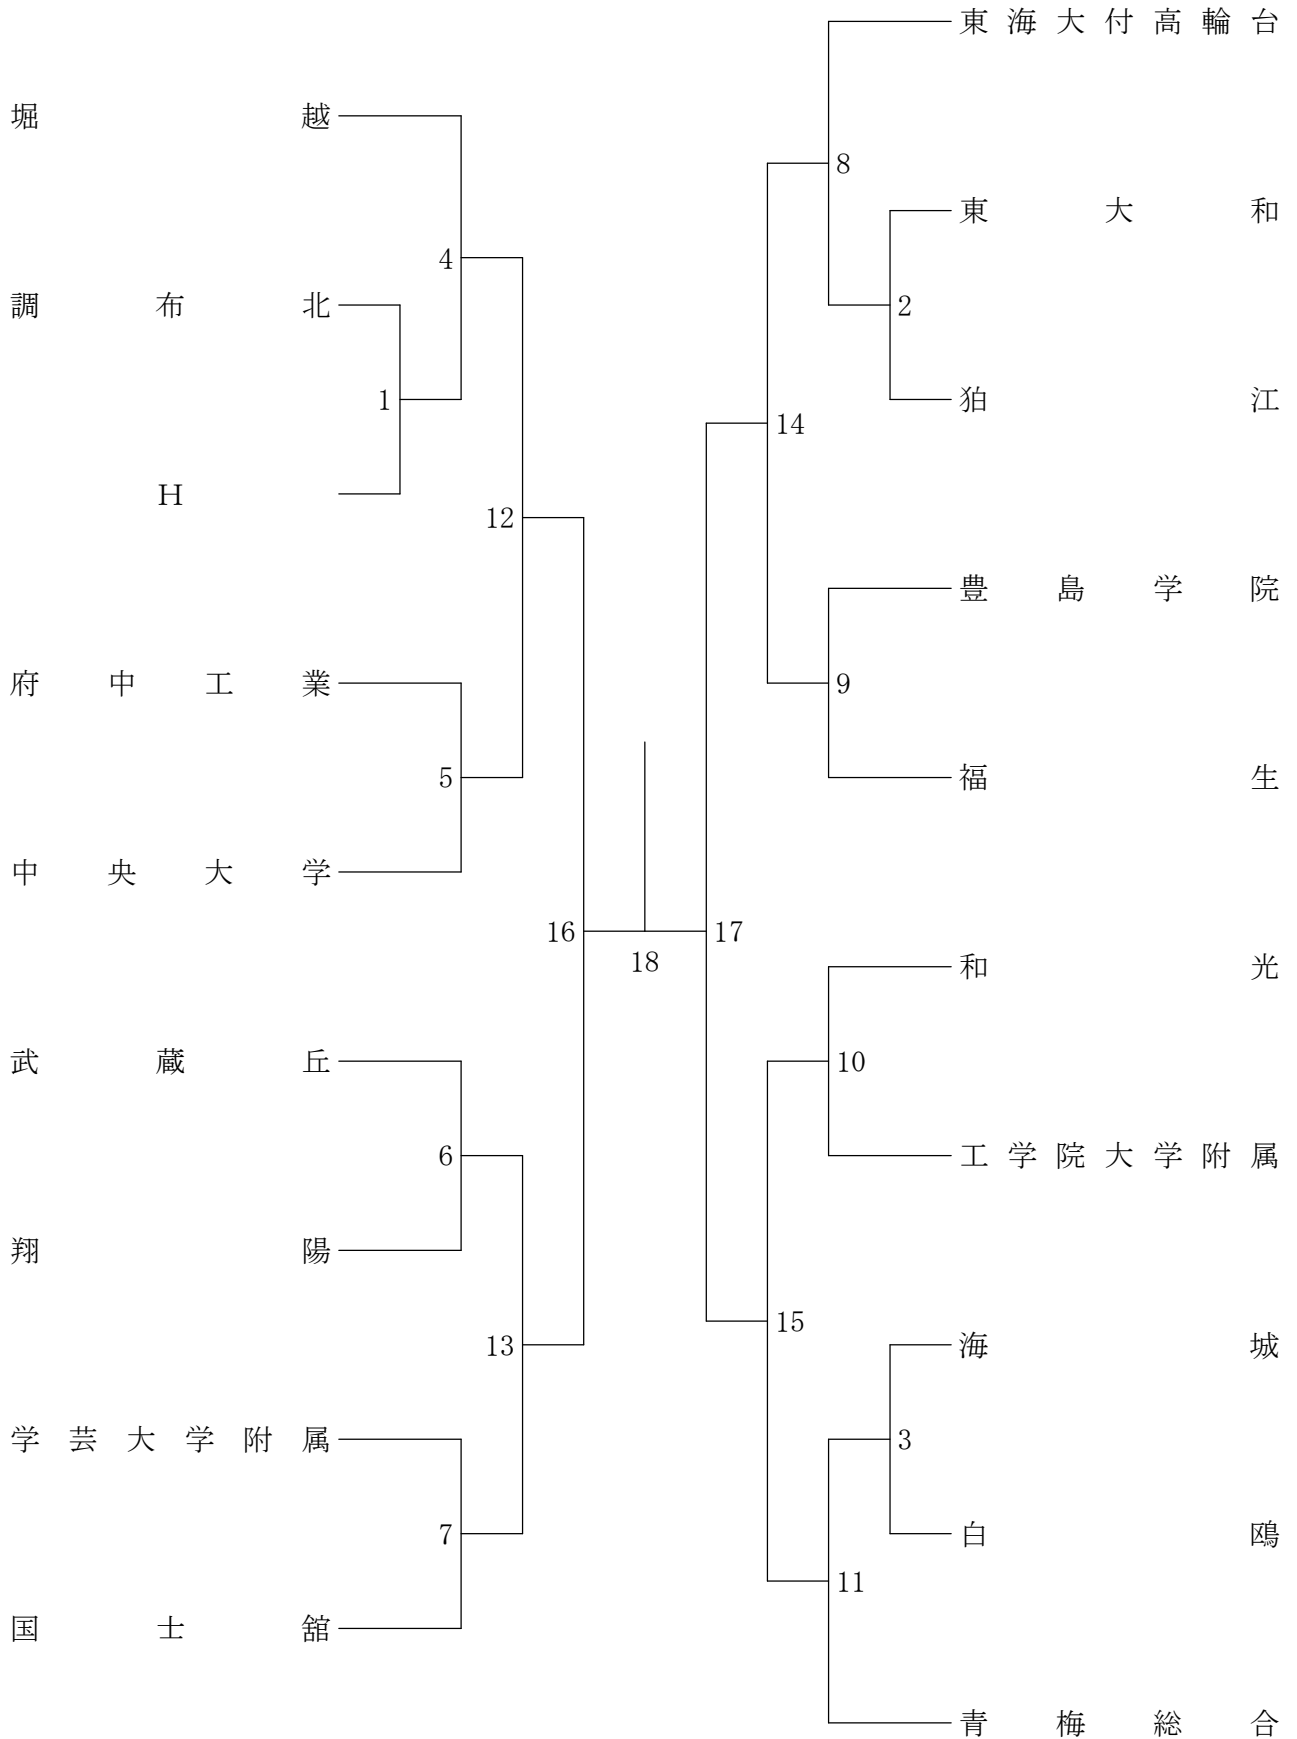 東海大付高輪台
堀越
8
東大和
4
調布北
2
1
狛江
14
H
12
豊島学院
府中工業
9
5
福生
中央大学
16
17
18
和光
武蔵丘
10
6
工学院大学附属
翔陽
15
13
海城
学芸大学附属
3
7
白鴎
11
国士舘
青梅総合